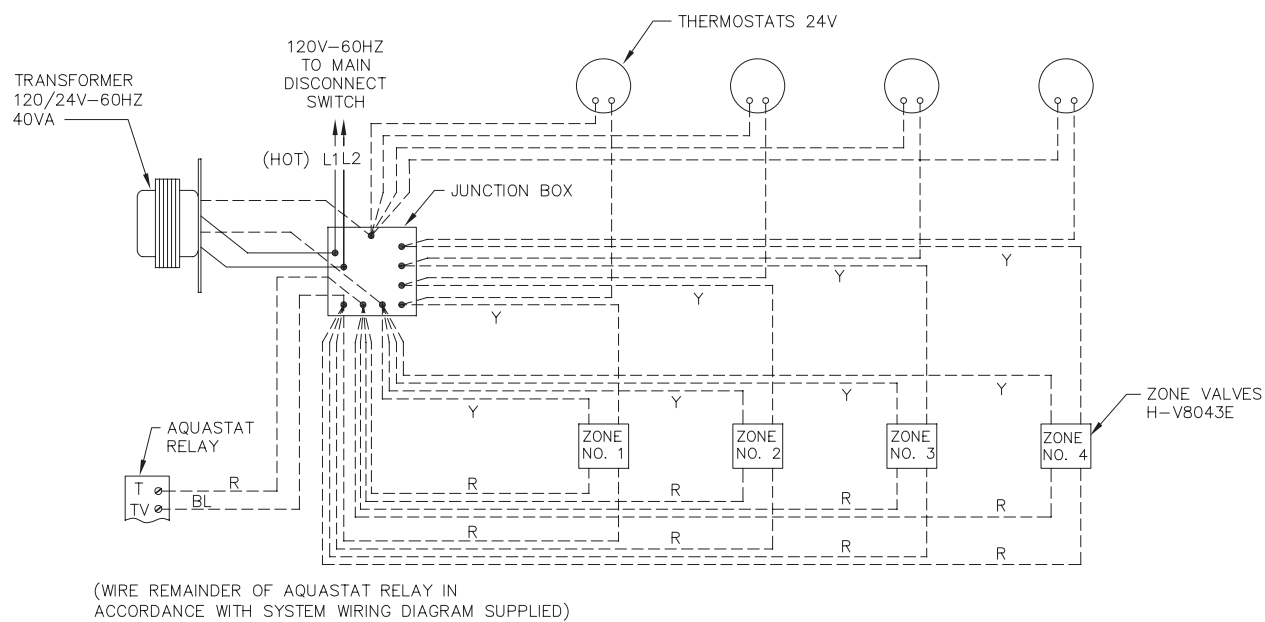 THERMOSTATS 24V
120V-60HZ
TO MAIN
DISCONNECT
SWITCH
TRANSFORMER
120/24V-60HZ
40VA
(HOT) L1 L2
JUNCTION BOX
Y
Y
Y
Y
Y
Y
Y
Y
ZONE VALVES
H-V8043E
AQUASTAT
RELAY
ZONE
NO. 1
ZONE
NO. 2
ZONE
NO. 3
ZONE
NO. 4
T
R
TV
BL
R
R
R
R
R
R
R
R
(WIRE REMAINDER OF AQUASTAT RELAY IN
ACCORDANCE WITH SYSTEM WIRING DIAGRAM SUPPLIED)